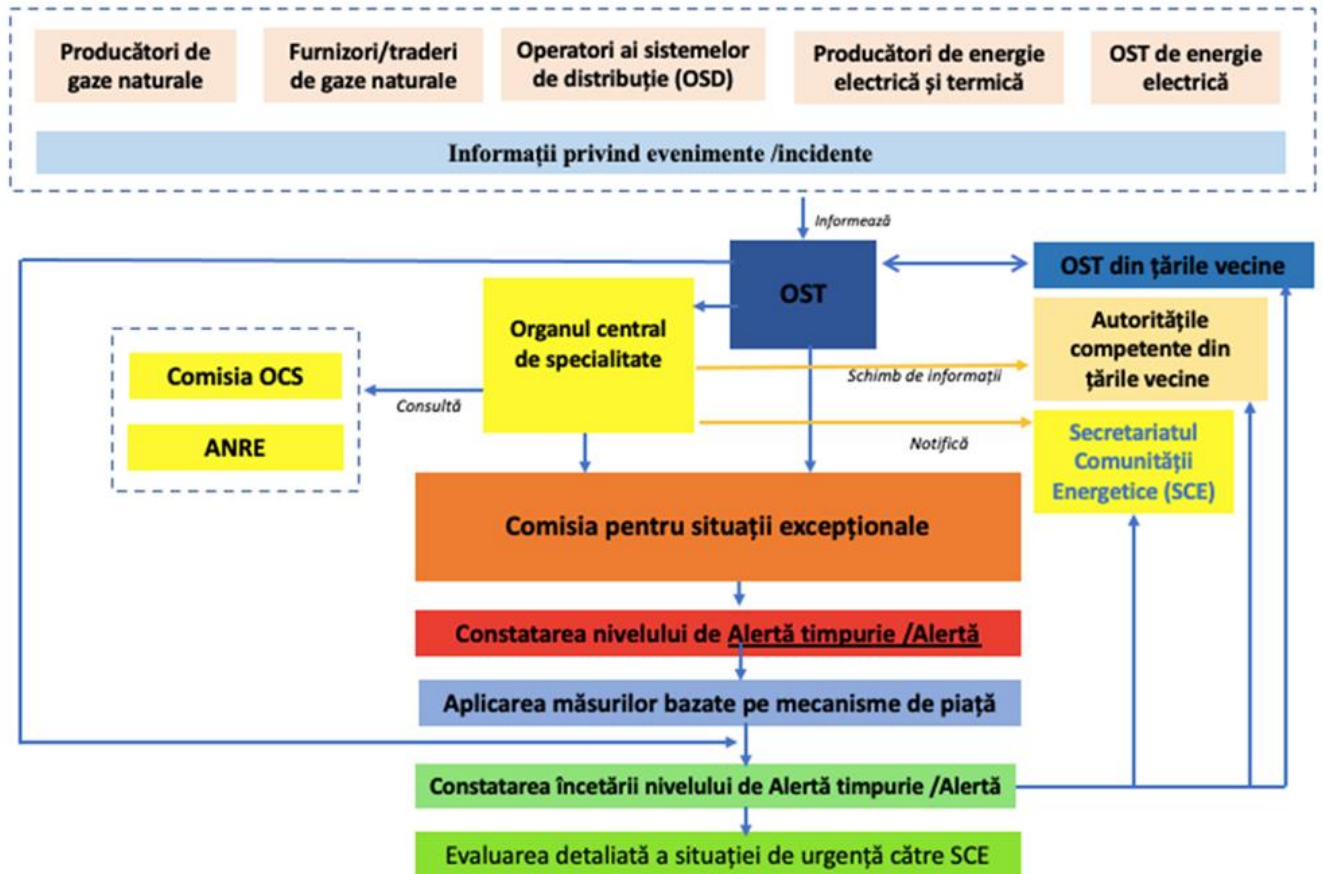 Producători de
gaze naturale
Furnizori/traderi
de gaze naturale
Operatori ai sistemelor
de distribuție (OSD)
Producători de energie
electrică și termică
OST de energie
electrică
Informații privind evenimente /incidente
Informează
OST
OST din țările vecine
Organul central
de specialitate
Autoritățile
competente din
țările vecine
Schimb de informații
Comisia OCS
Consultă
ANRE
Notifică
Secretariatul
Comunității
Energetice (SCE)
Comisia pentru situații excepționale
Constatarea nivelului de Alertă timpurie /Alertă
Aplicarea măsurilor bazate pe mecanisme de piață
Constatarea încetării nivelului de Alertă timpurie /Alertă
Evaluarea detaliată a situației de urgență către SCE